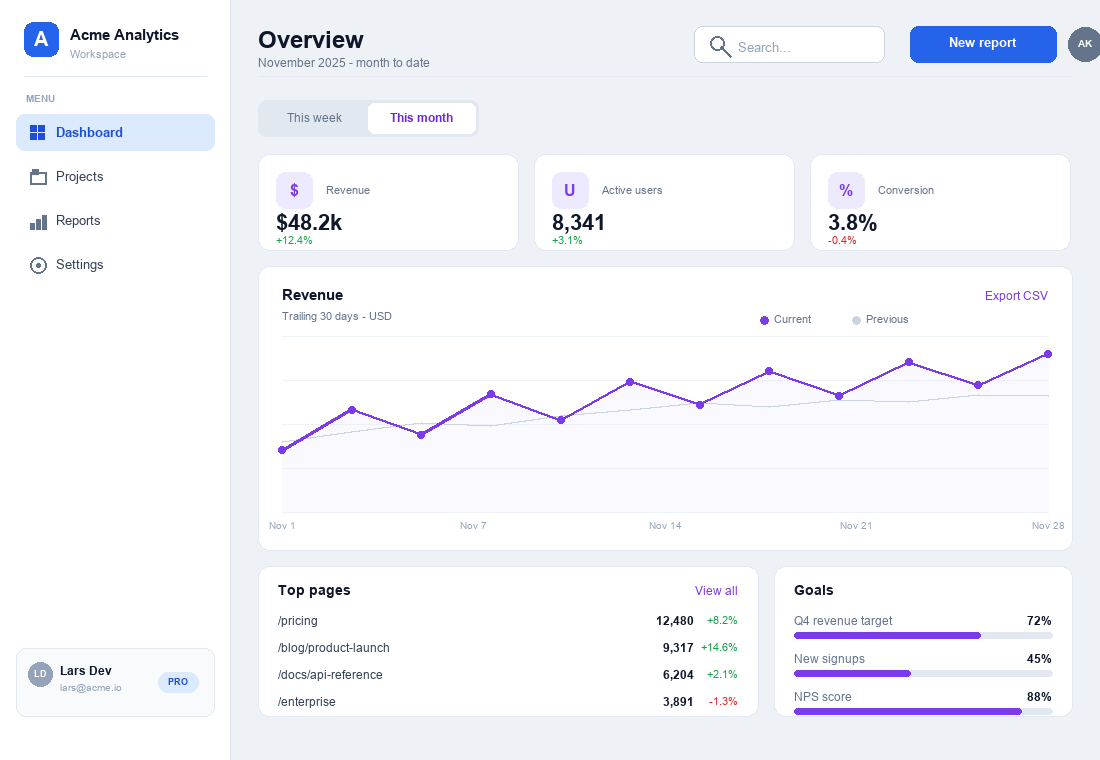 A
Acme Analytics
Workspace
MENU
Dashboard
Projects
Reports
Settings
LD
Lars Dev
lars@acme.io
PRO
Overview
November 2025 - month to date
Search...
New report
AK
This week
This month
$
Revenue
$48.2k
+12.4%
U
Active users
8,341
+3.1%
%
Conversion
3.8%
-0.4%
Revenue
Trailing 30 days - USD
Export CSV
Current
Previous
Nov 1
Nov 7
Nov 14
Nov 21
Nov 28
Top pages
View all
/pricing 12,480 +8.2%
/blog/product-launch 9,317 +14.6%
/docs/api-reference 6,204 +2.1%
/enterprise 3,891 -1.3%
Goals
Q4 revenue target 72%
New signups 45%
NPS score 88%